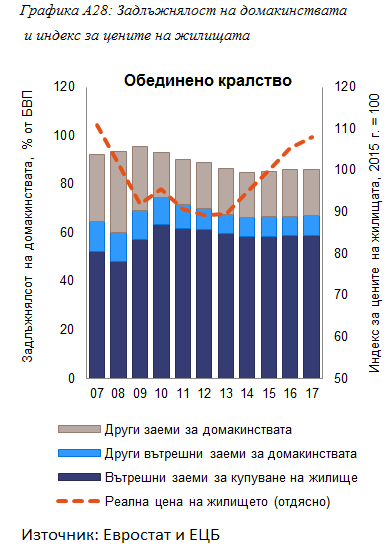 Графика А28: Задлъжнялост на домакинствата
и индекс за цените на жилищата
Обединено кралство
Задлъжнялсот на домакинствата, % от БВП
120
100
80
60
40
20
0
120
110
100
90
80
70
60
50
Индекс за цените на жилищата, 2015 г. = 100
07 08 09 10 11 12 13 14 15 16 17
Други заеми за домакинствата
Други вътрешни заеми за домакинствата
Вътрешни заеми за купуване на жилище
Реална цена на жилището (отдясно)
Източник: Евростат и ЕЦБ